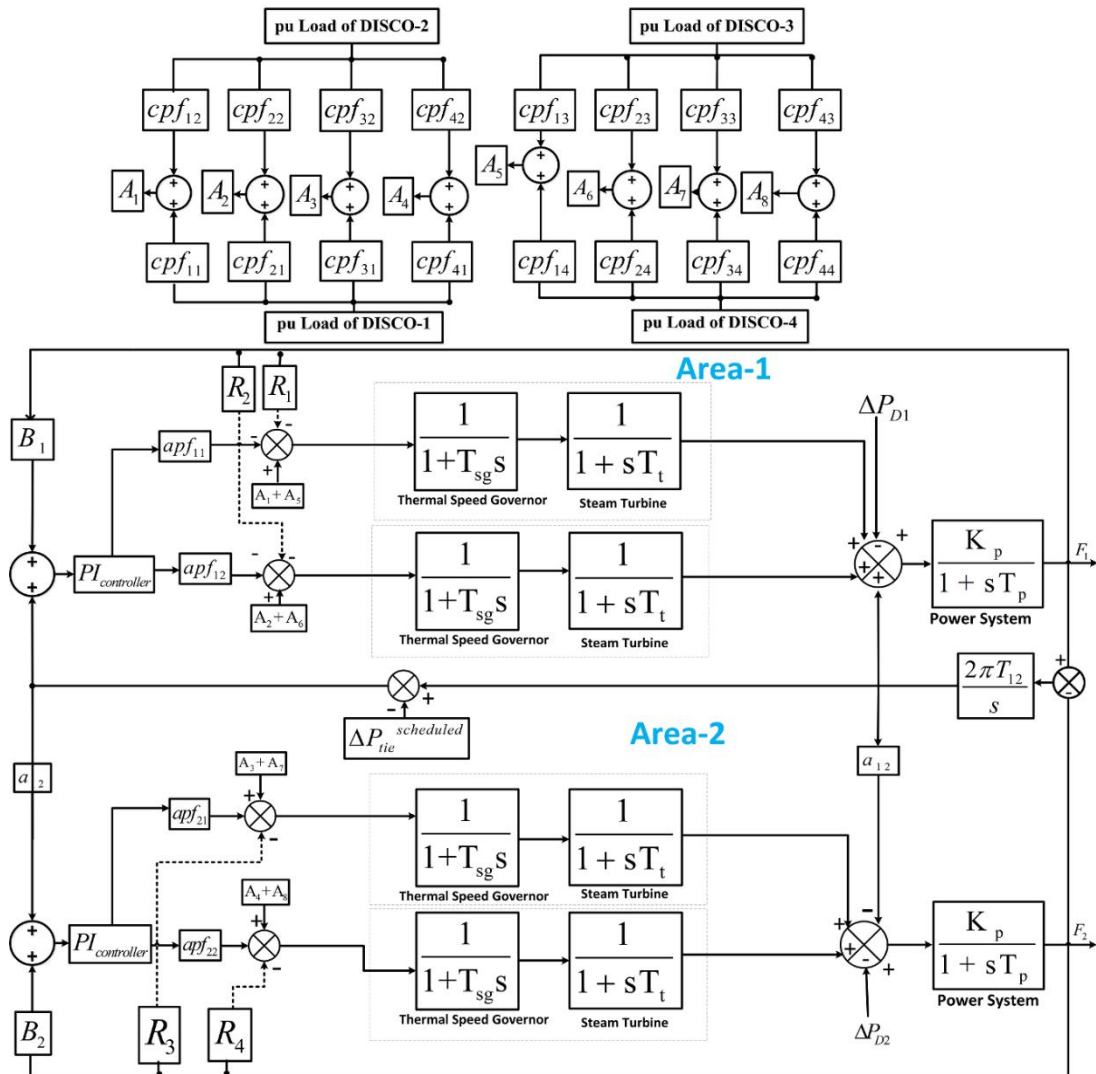 pu Load of DISCO-2
pu Load of DISCO-3
cpf12 cpf22 cpf32 cpf42 cpf13 cpf23 cpf33 cpf43
+ + + + + + + +
A1 A2 A3 A4 A5 A6 A7 A8
+ + + + + + + +
cpf11 cpf21 cpf31 cpf41 cpf14 cpf24 cpf34 cpf44
pu Load of DISCO-1
pu Load of DISCO-4
Area-1
R2 R1
B1
apf11
- -
+
A1+A5
1
1+Tsgs
Thermal Speed Governor
1
1 + sTt
Steam Turbine
ΔPD1
+ - +
+ +
Kp
1 + sTp
Power System
F1
+
+
PIcontroller
apf12
- -
+
A2+A6
1
1+Tsgs
Thermal Speed Governor
1
1 + sTt
Steam Turbine
+
-
2πT12
s
+
-
ΔPtie scheduled
Area-2
a12
a 2
A3+A7
+
-
apf21
1
1+Tsgs
Thermal Speed Governor
1
1 + sTt
Steam Turbine
A4+A8
+
-
+
+
PIcontroller
apf22
1
1+Tsgs
Thermal Speed Governor
1
1 + sTt
Steam Turbine
+ -
+ - +
Kp
1 + sTp
Power System
F2
ΔPD2
B2
R3 R4